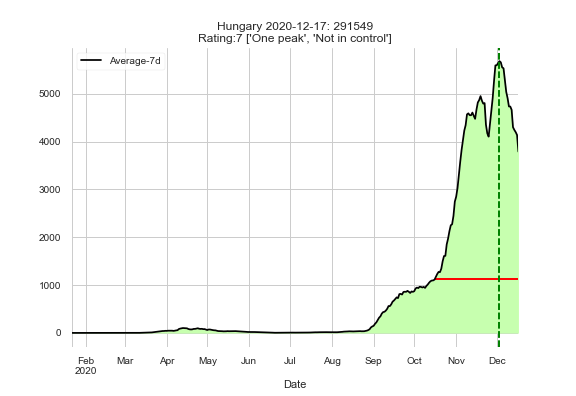 Hungary 2020-12-17: 291549
Rating:7 ['One peak', 'Not in control']
Average-7d
5000
4000
3000
2000
1000
0
Feb Mar Apr May Jun Jul Aug Sep Oct Nov Dec
2020
Date